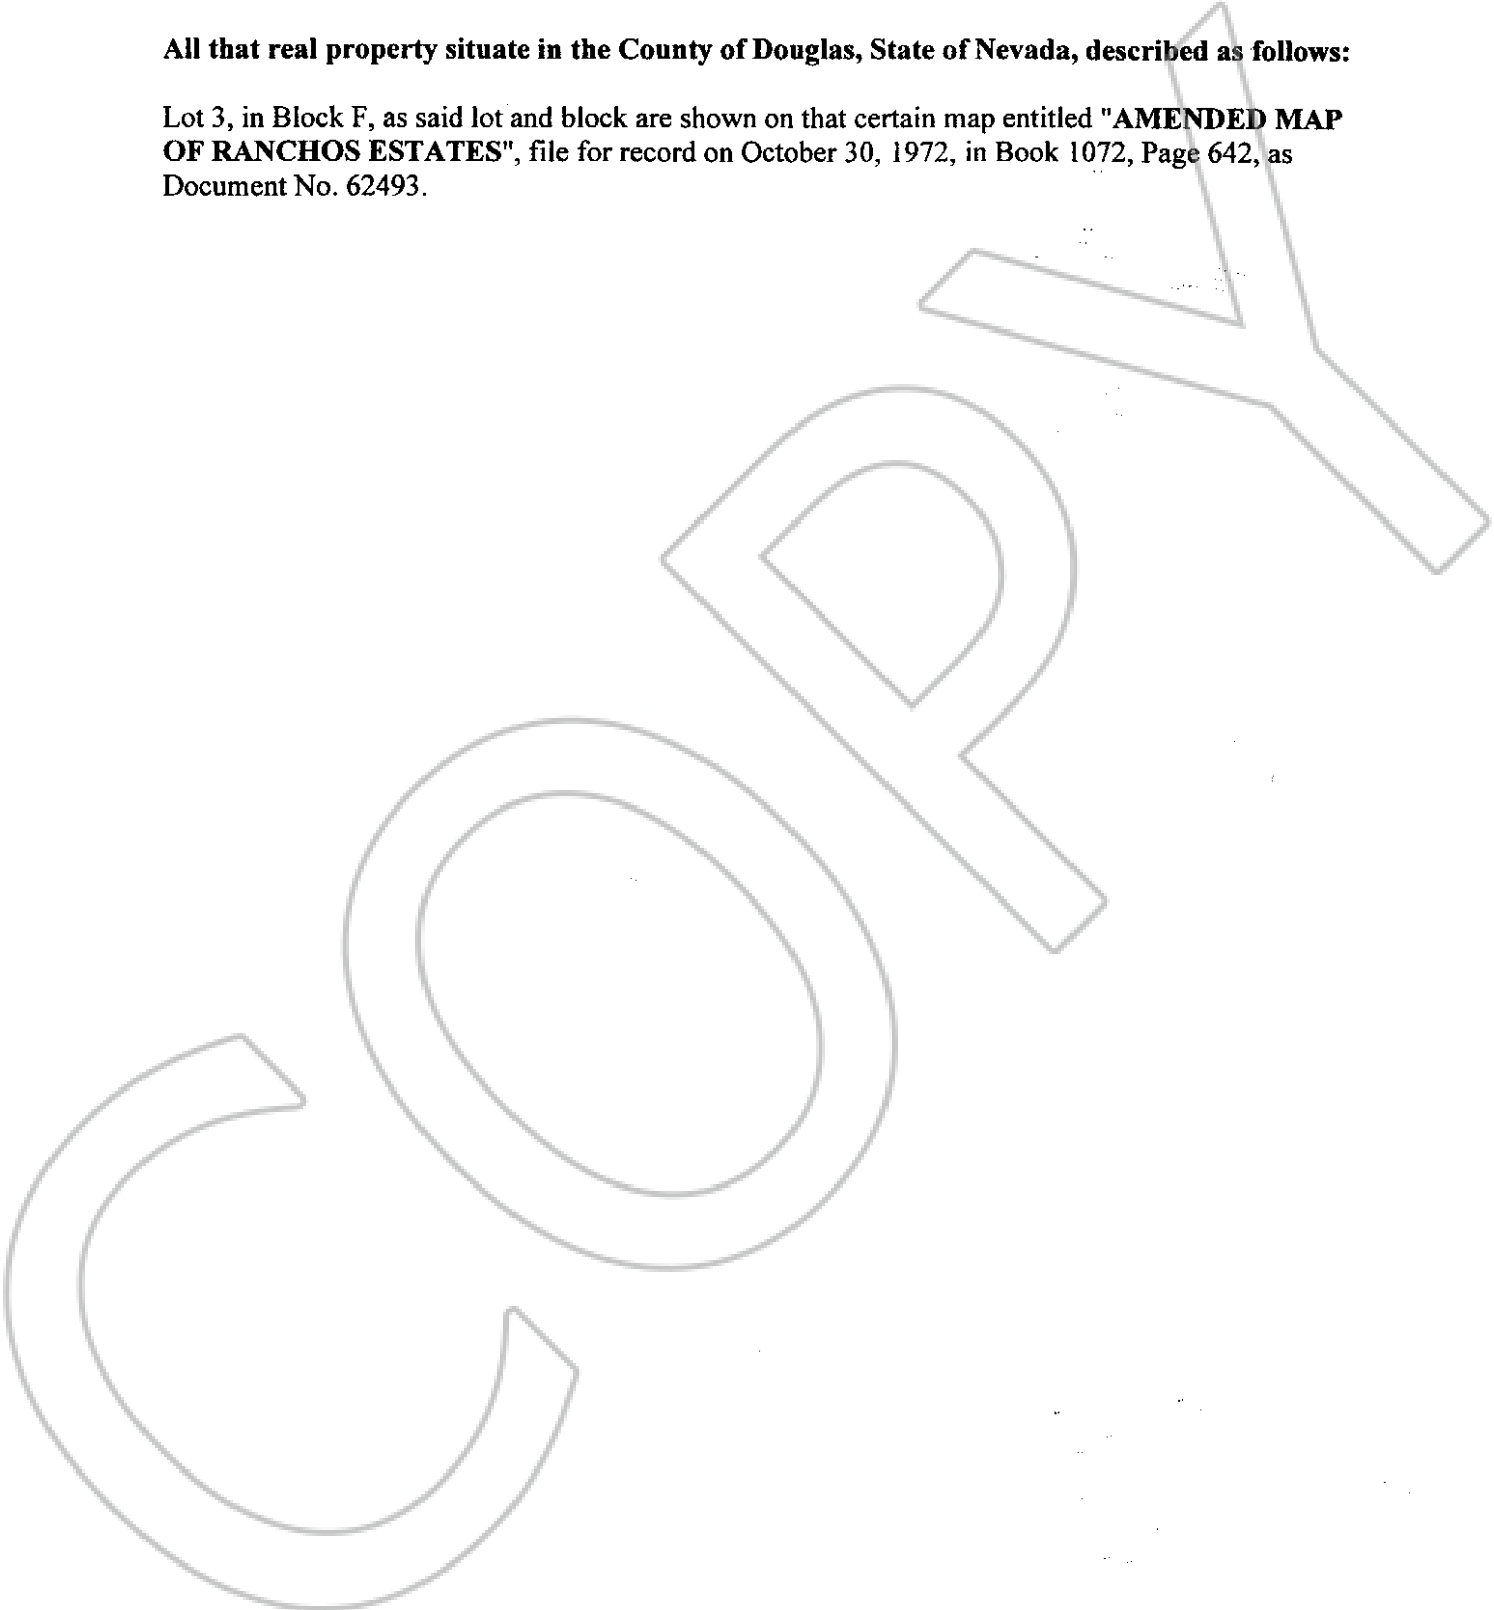 All that real property situate in the County of Douglas, State of Nevada, described as follows:
Lot 3, in Block F, as said lot and block are shown on that certain map entitled "AMENDED MAP
OF RANCHOS ESTATES", file for record on October 30, 1972, in Book 1072, Page 642, as
Document No. 62493.
COPY